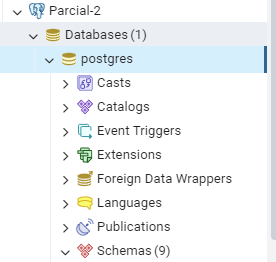 Parcial-2
Databases (1)
postgres
Casts
Catalogs
Event Triggers
Extensions
Foreign Data Wrappers
Languages
Publications
Schemas (9)